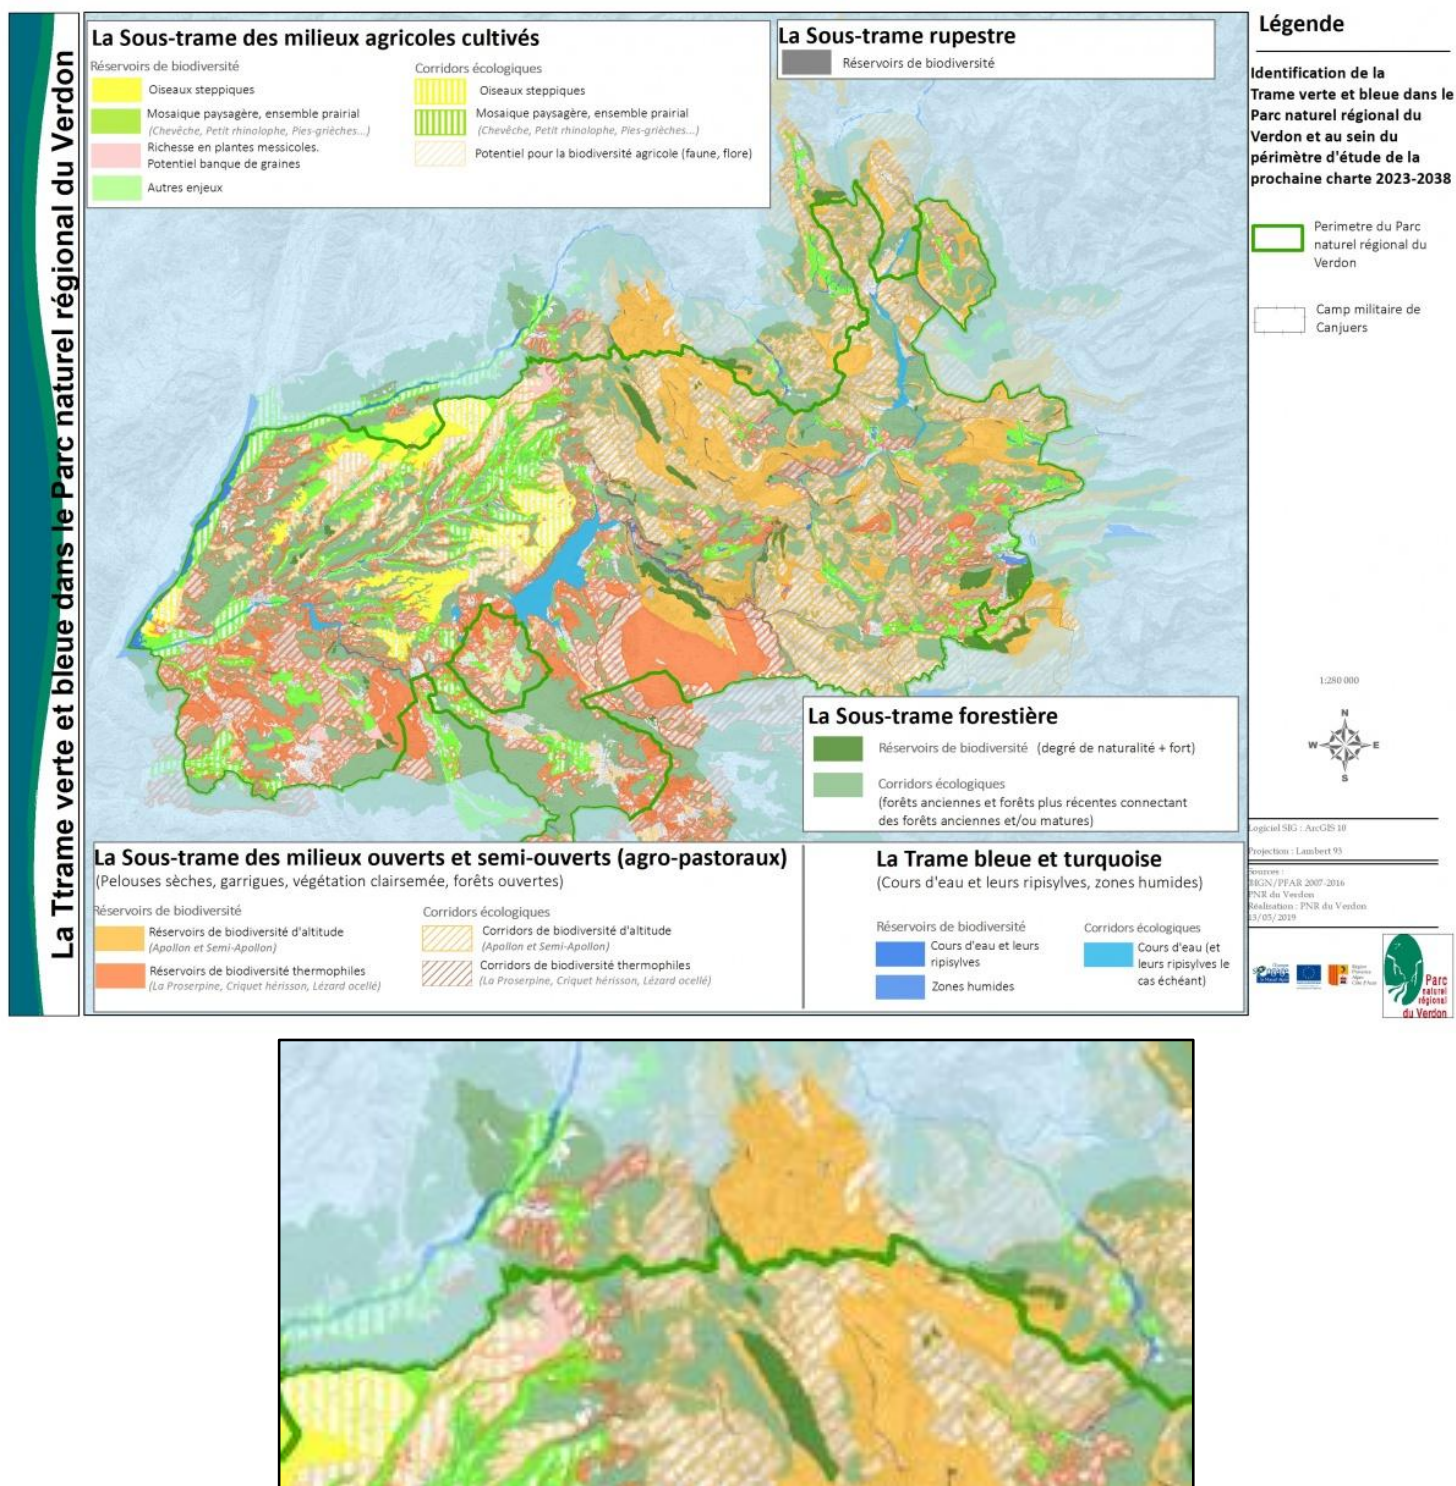 La Ttrame verte et bleue dans le Parc naturel régional du Verdon
La Sous-trame des milieux agricoles cultivés
Réservoirs de biodiversité
Oiseaux steppiques
Mosaique paysagère, ensemble prairial
(Chevêche, Petit rhinolophe, Pies-grièches...)
Richesse en plantes messicoles.
Potentiel banque de graines
Autres enjeux
Corridors écologiques
Oiseaux steppiques
Mosaique paysagère, ensemble prairial
(Chevêche, Petit rhinolophe, Pies-grièches...)
Potentiel pour la biodiversité agricole (faune, flore)
La Sous-trame rupestre
Réservoirs de biodiversité
Légende
Identification de la
Trame verte et bleue dans le
Parc naturel régional du
Verdon et au sein du
périmètre d'étude de la
prochaine charte 2023-2038
Perimetre du Parc
naturel régional du
Verdon
Camp militaire de
Canjuers
1:280 000
N
W
E
S
La Sous-trame forestière
Réservoirs de biodiversité (degré de naturalité + fort)
Corridors écologiques
(forêts anciennes et forêts plus récentes connectant
des forêts anciennes et/ou matures)
La Sous-trame des milieux ouverts et semi-ouverts (agro-pastoraux)
(Pelouses sèches, garrigues, végétation clairsemée, forêts ouvertes)
Réservoirs de biodiversité
Réservoirs de biodiversité d'altitude
(Apollon et Semi-Apollon)
Réservoirs de biodiversité thermophiles
(La Proserpine, Criquet hérisson, Lézard ocellé)
Corridors écologiques
Corridors de biodiversité d'altitude
(Apollon et Semi-Apollon)
Corridors de biodiversité thermophiles
(La Proserpine, Criquet hérisson, Lézard ocellé)
La Trame bleue et turquoise
(Cours d'eau et leurs ripisylves, zones humides)
Réservoirs de biodiversité
Cours d'eau et leurs
ripisylves
Zones humides
Corridors écologiques
Cours d'eau (et
leurs ripisylves le
cas échéant)
Logiciel SIG : ArcGIS 10
Projection : Lambert 93
Sources :
PFAR 2007-2016
PNR du Verdon
Réalisation : PNR du Verdon
13/05/2019
Parc
naturel
régional
du Verdon